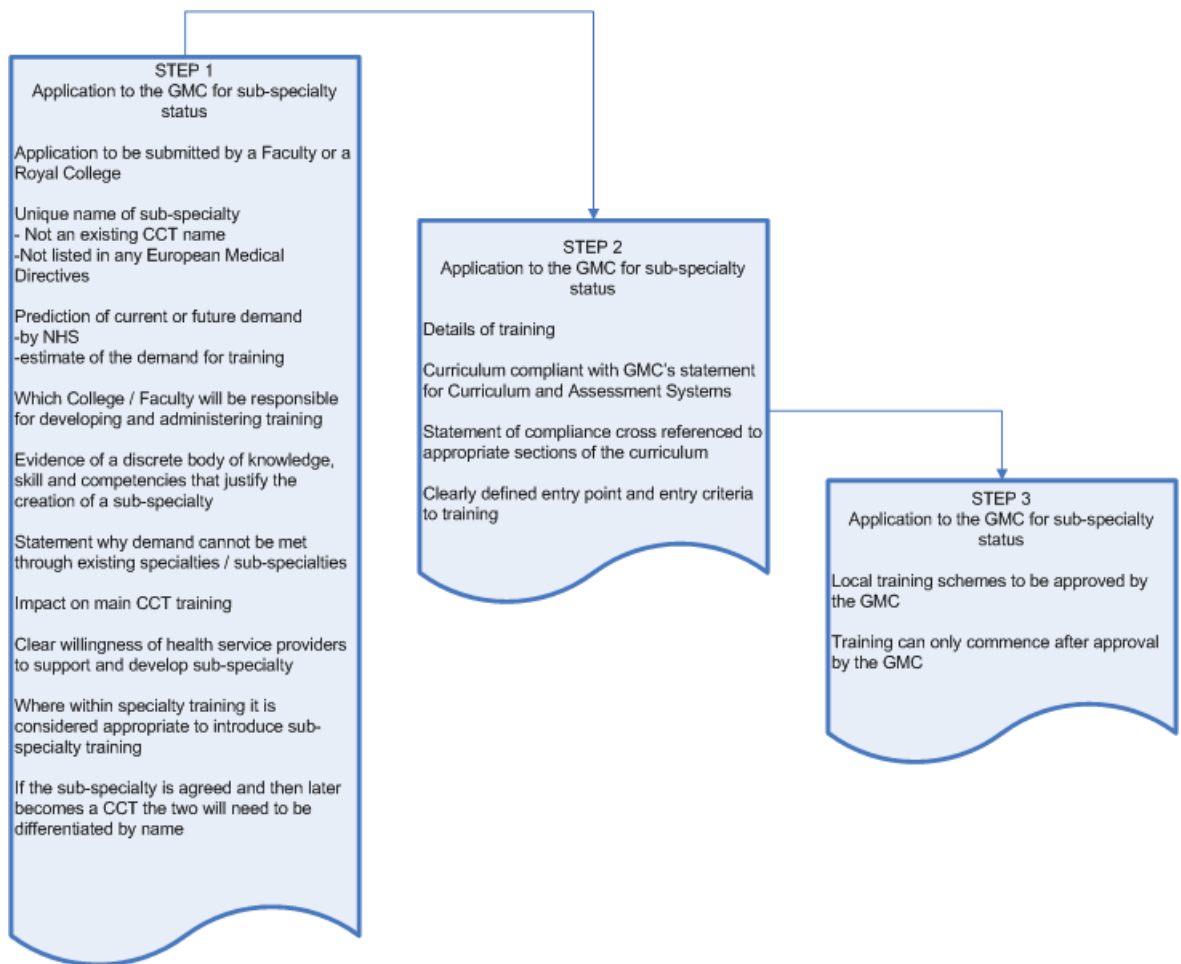 STEP 1
Application to the GMC for sub-specialty
status
Application to be submitted by a Faculty or a
Royal College
Unique name of sub-specialty
- Not an existing CCT name
-Not listed in any European Medical
Directives
Prediction of current or future demand
-by NHS
-estimate of the demand for training
Which College / Faculty will be responsible
for developing and administering training
Evidence of a discrete body of knowledge,
skill and competencies that justify the
creation of a sub-specialty
Statement why demand cannot be met
through existing specialties / sub-specialties
Impact on main CCT training
Clear willingness of health service providers
to support and develop sub-specialty
Where within specialty training it is
considered appropriate to introduce sub-
specialty training
If the sub-specialty is agreed and then later
becomes a CCT the two will need to be
differentiated by name
STEP 2
Application to the GMC for sub-specialty
status
Details of training
Curriculum compliant with GMC's statement
for Curriculum and Assessment Systems
Statement of compliance cross referenced to
appropriate sections of the curriculum
Clearly defined entry point and entry criteria
to training
STEP 3
Application to the GMC for sub-specialty
status
Local training schemes to be approved by
the GMC
Training can only commence after approval
by the GMC